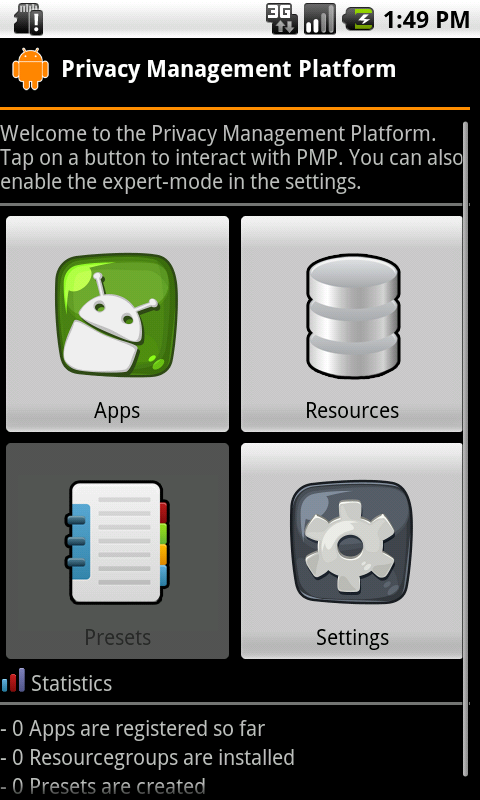 3G 1:49 PM
Privacy Management Platform
Welcome to the Privacy Management Platform.
Tap on a button to interact with PMP. You can also
enable the expert-mode in the settings.
Apps
Resources
Presets
Settings
Statistics
- 0 Apps are registered so far
- 0 Resourcegroups are installed
- 0 Presets are created